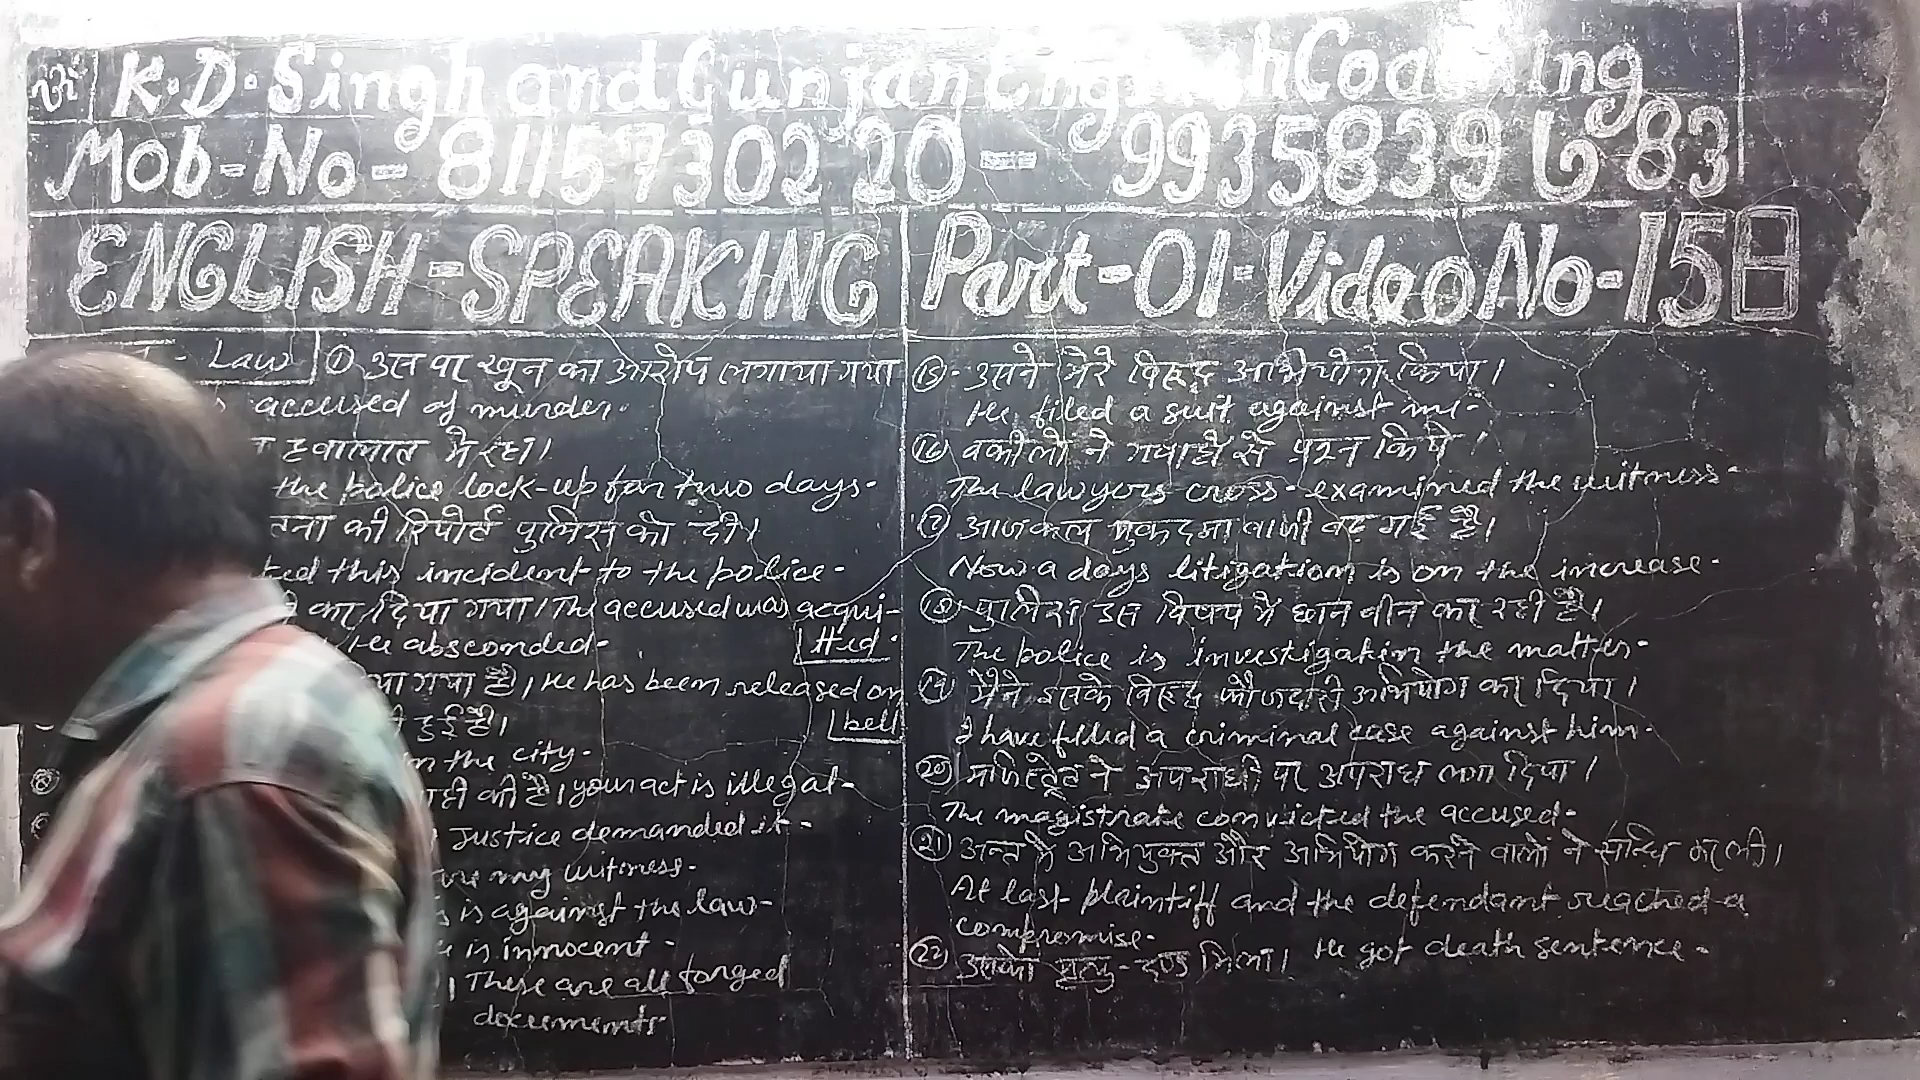 K.D. Singh and Gunjan English Coaching
Mob-No- 8115730220 - 9935839683
ENGLISH-SPEAKING
Part-01-Video No-158
Law
① उस पर खून का आरोप लगाया गया
accused of murder.
हवालात में रहा।
the police lock-up for two days.
की रिपोर्ट पुलिस को दी।
this incident to the police.
कर दिया गया। The accused was acqui-
tted.
He absconded.
गया है। He has been released on
bell
हुई है।
in the city.
⑧
की है। your act is illegal.
Justice demanded it.
my witness.
is against the law.
is innocent.
These are all forged
documents
⑮ उसने मेरे विरूद्ध अभियोग किया।
He filed a suit against me.
⑯ वकीलों ने गवाहों से प्रश्न किये।
The lawyers cross-examined the witness.
⑰ आजकल मुकदमा बाजी बढ़ गई है।
Now a days litigation is on the increase.
⑱ पुलिस इस विषय में छान बीन कर रही है।
The police is investigating the matter.
⑲ मैंने उसके विरूद्ध फौजदारी अभियोग कर दिया।
I have filed a criminal case against him.
⑳ मजिस्ट्रेट ने अपराधी पर अपराध लगा दिया।
The magistrate convicted the accused.
㉑ अन्त में अभियुक्त और अभियोग करने वालों ने सन्धि कर ली।
At last plaintiff and the defendant reached a
compromise.
㉒ उसको मृत्यु-दण्ड मिला। He got death sentence.